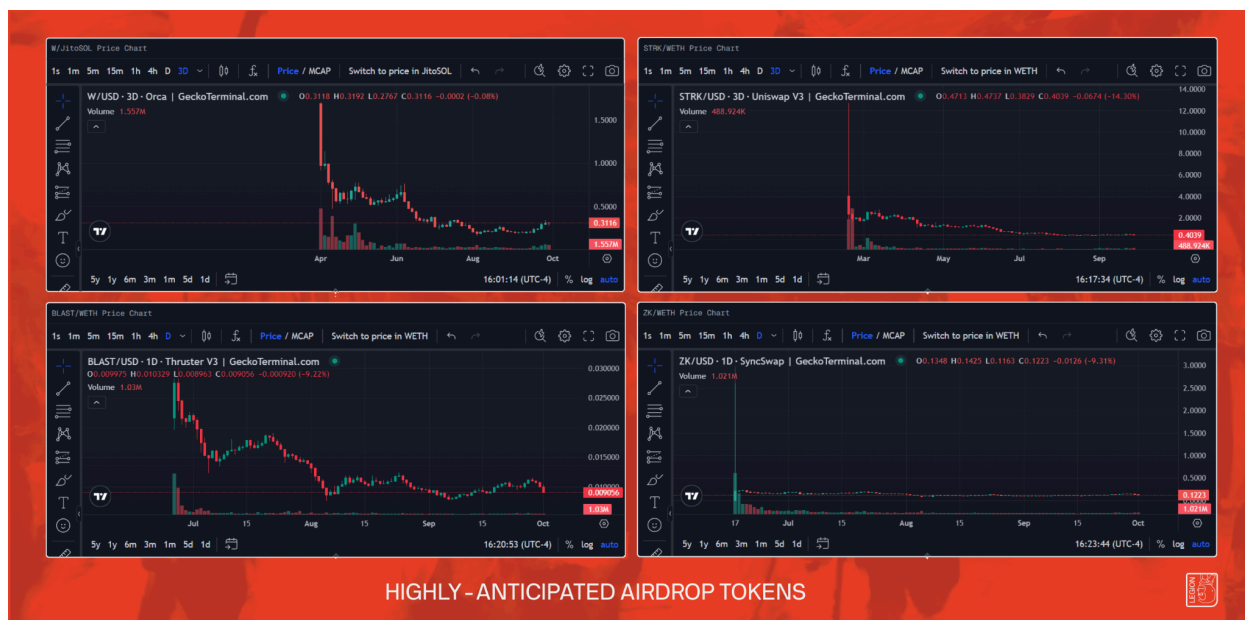 W/JitoSOL Price Chart
1s 1m 5m 15m 1h 4h D 3D Price / MCAP Switch to price in JitoSOL
W/USD · 3D · Orca | GeckoTerminal.com O0.3118 H0.3192 L0.2767 C0.3116 -0.0002 (-0.08%)
Volume 1.557M
1.5000
1.0000
0.5000
0.3116
1.557M
Apr Jun Aug Oct
5y 1y 6m 3m 1m 5d 1d 16:01:14 (UTC-4) % log auto
STRK/WETH Price Chart
1s 1m 5m 15m 1h 4h D 3D Price / MCAP Switch to price in WETH
STRK/USD · 3D · Uniswap V3 | GeckoTerminal.com O0.4713 H0.4737 L0.3829 C0.4039 -0.0674 (-14.30%)
Volume 488.924K
14.0000
12.0000
10.0000
8.0000
6.0000
4.0000
2.0000
0.4039
488.924K
Mar May Jul Sep
5y 1y 6m 3m 1m 5d 1d 16:17:34 (UTC-4) % log auto
BLAST/WETH Price Chart
1s 1m 5m 15m 1h 4h D Price / MCAP Switch to price in WETH
BLAST/USD · 1D · Thruster V3 | GeckoTerminal.com
O0.009975 H0.010329 L0.008963 C0.009056 -0.000920 (-9.22%)
Volume 1.03M
0.030000
0.025000
0.020000
0.015000
0.009056
1.03M
Jul 15 Aug 15 Sep 15 Oct
5y 1y 6m 3m 1m 5d 1d 16:20:53 (UTC-4) % log auto
ZK/WETH Price Chart
1s 1m 5m 15m 1h 4h D Price / MCAP Switch to price in WETH
ZK/USD · 1D · SyncSwap | GeckoTerminal.com O0.1348 H0.1425 L0.1163 C0.1223 -0.0126 (-9.31%)
Volume 1.021M
3.0000
2.5000
2.0000
1.5000
1.0000
0.5000
0.1223
1.021M
17 Jul 15 Aug 15 Sep 15 Oct
5y 1y 6m 3m 1m 5d 1d 16:23:44 (UTC-4) % log auto
HIGHLY-ANTICIPATED AIRDROP TOKENS
LEGION